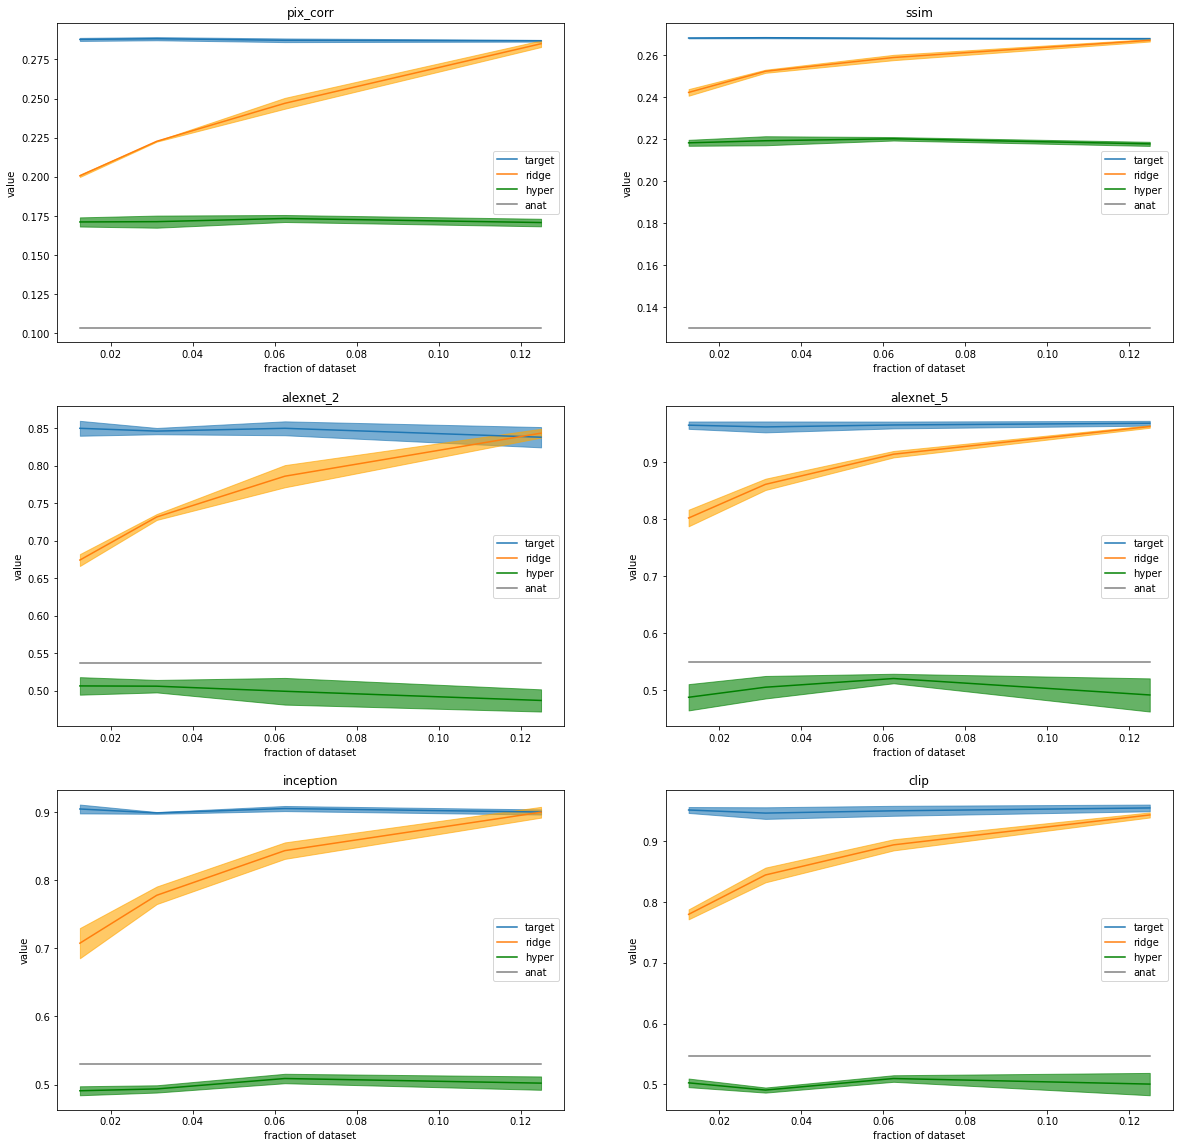 pix_corr
0.275
0.250
0.225
0.200
0.175
0.150
0.125
0.100
value
target
ridge
hyper
anat
0.02 0.04 0.06 0.08 0.10 0.12
fraction of dataset
ssim
0.26
0.24
0.22
0.20
0.18
0.16
0.14
value
target
ridge
hyper
anat
0.02 0.04 0.06 0.08 0.10 0.12
fraction of dataset
alexnet_2
0.85
0.80
0.75
0.70
0.65
0.60
0.55
0.50
value
target
ridge
hyper
anat
0.02 0.04 0.06 0.08 0.10 0.12
fraction of dataset
alexnet_5
0.9
0.8
0.7
0.6
0.5
value
target
ridge
hyper
anat
0.02 0.04 0.06 0.08 0.10 0.12
fraction of dataset
inception
0.9
0.8
0.7
0.6
0.5
value
target
ridge
hyper
anat
0.02 0.04 0.06 0.08 0.10 0.12
fraction of dataset
clip
0.9
0.8
0.7
0.6
0.5
value
target
ridge
hyper
anat
0.02 0.04 0.06 0.08 0.10 0.12
fraction of dataset